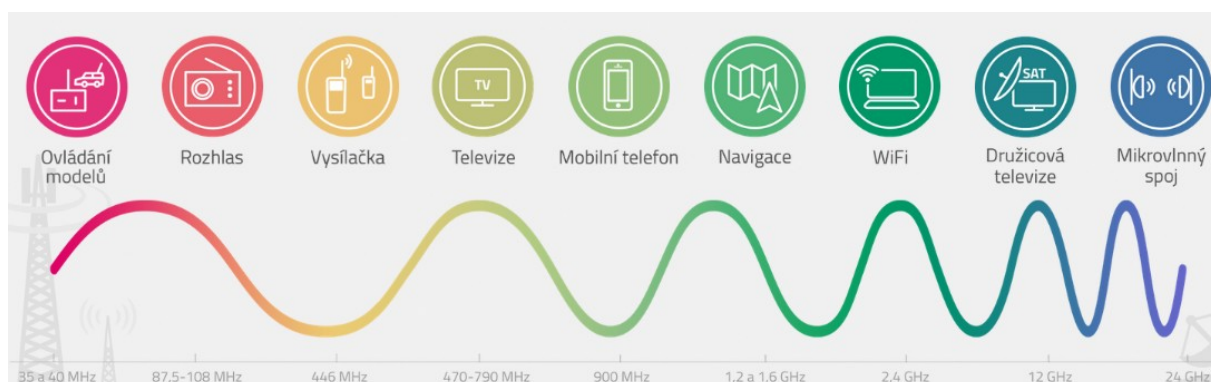 TV
SAT
Ovládání
modelů
Rozhlas
Vysílačka
Televize
Mobilní telefon
Navigace
WiFi
Družicová
televize
Mikrovlnný
spoj
35 a 40 MHz
87,5-108 MHz
446 MHz
470-790 MHz
900 MHz
1,2 a 1,6 GHz
2,4 GHz
12 GHz
24 GHz